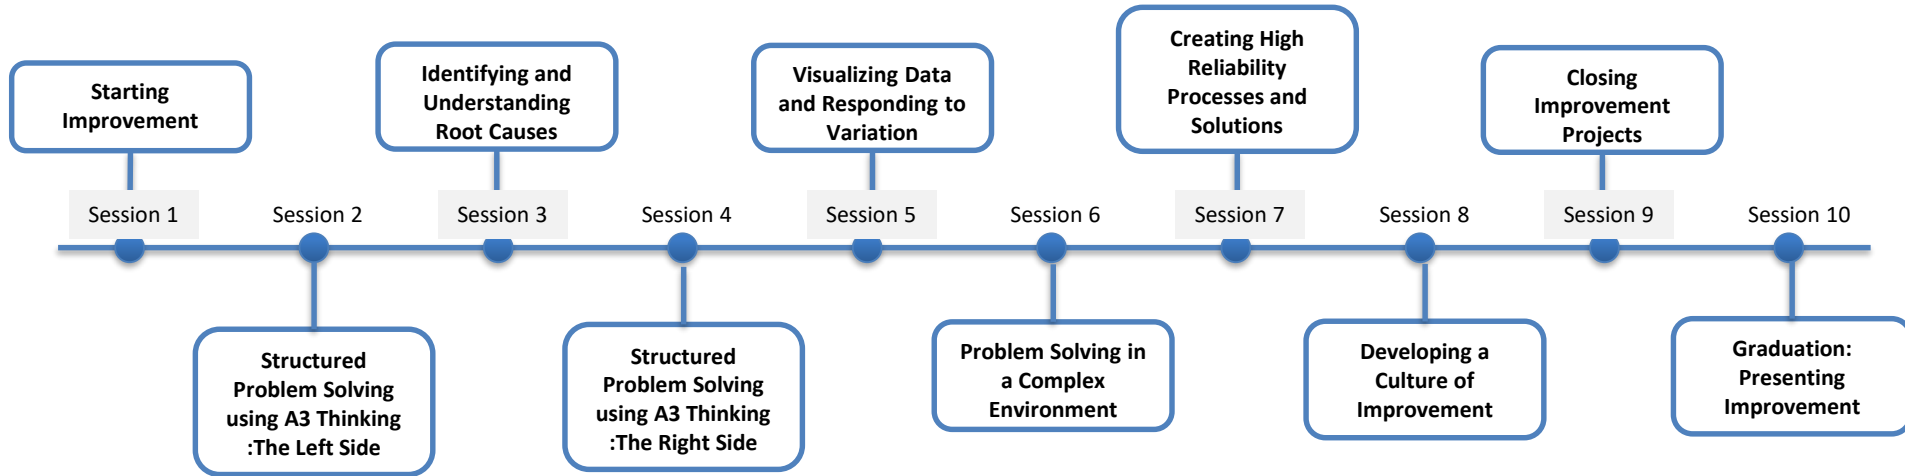 Starting
Improvement
Identifying and
Understanding
Root Causes
Visualizing Data
and Responding to
Variation
Creating High
Reliability
Processes and
Solutions
Closing
Improvement
Projects
Session 1
Session 2
Session 3
Session 4
Session 5
Session 6
Session 7
Session 8
Session 9
Session 10
Structured
Problem Solving
using A3 Thinking
:The Left Side
Structured
Problem Solving
using A3 Thinking
:The Right Side
Problem Solving in
a Complex
Environment
Developing a
Culture of
Improvement
Graduation:
Presenting
Improvement